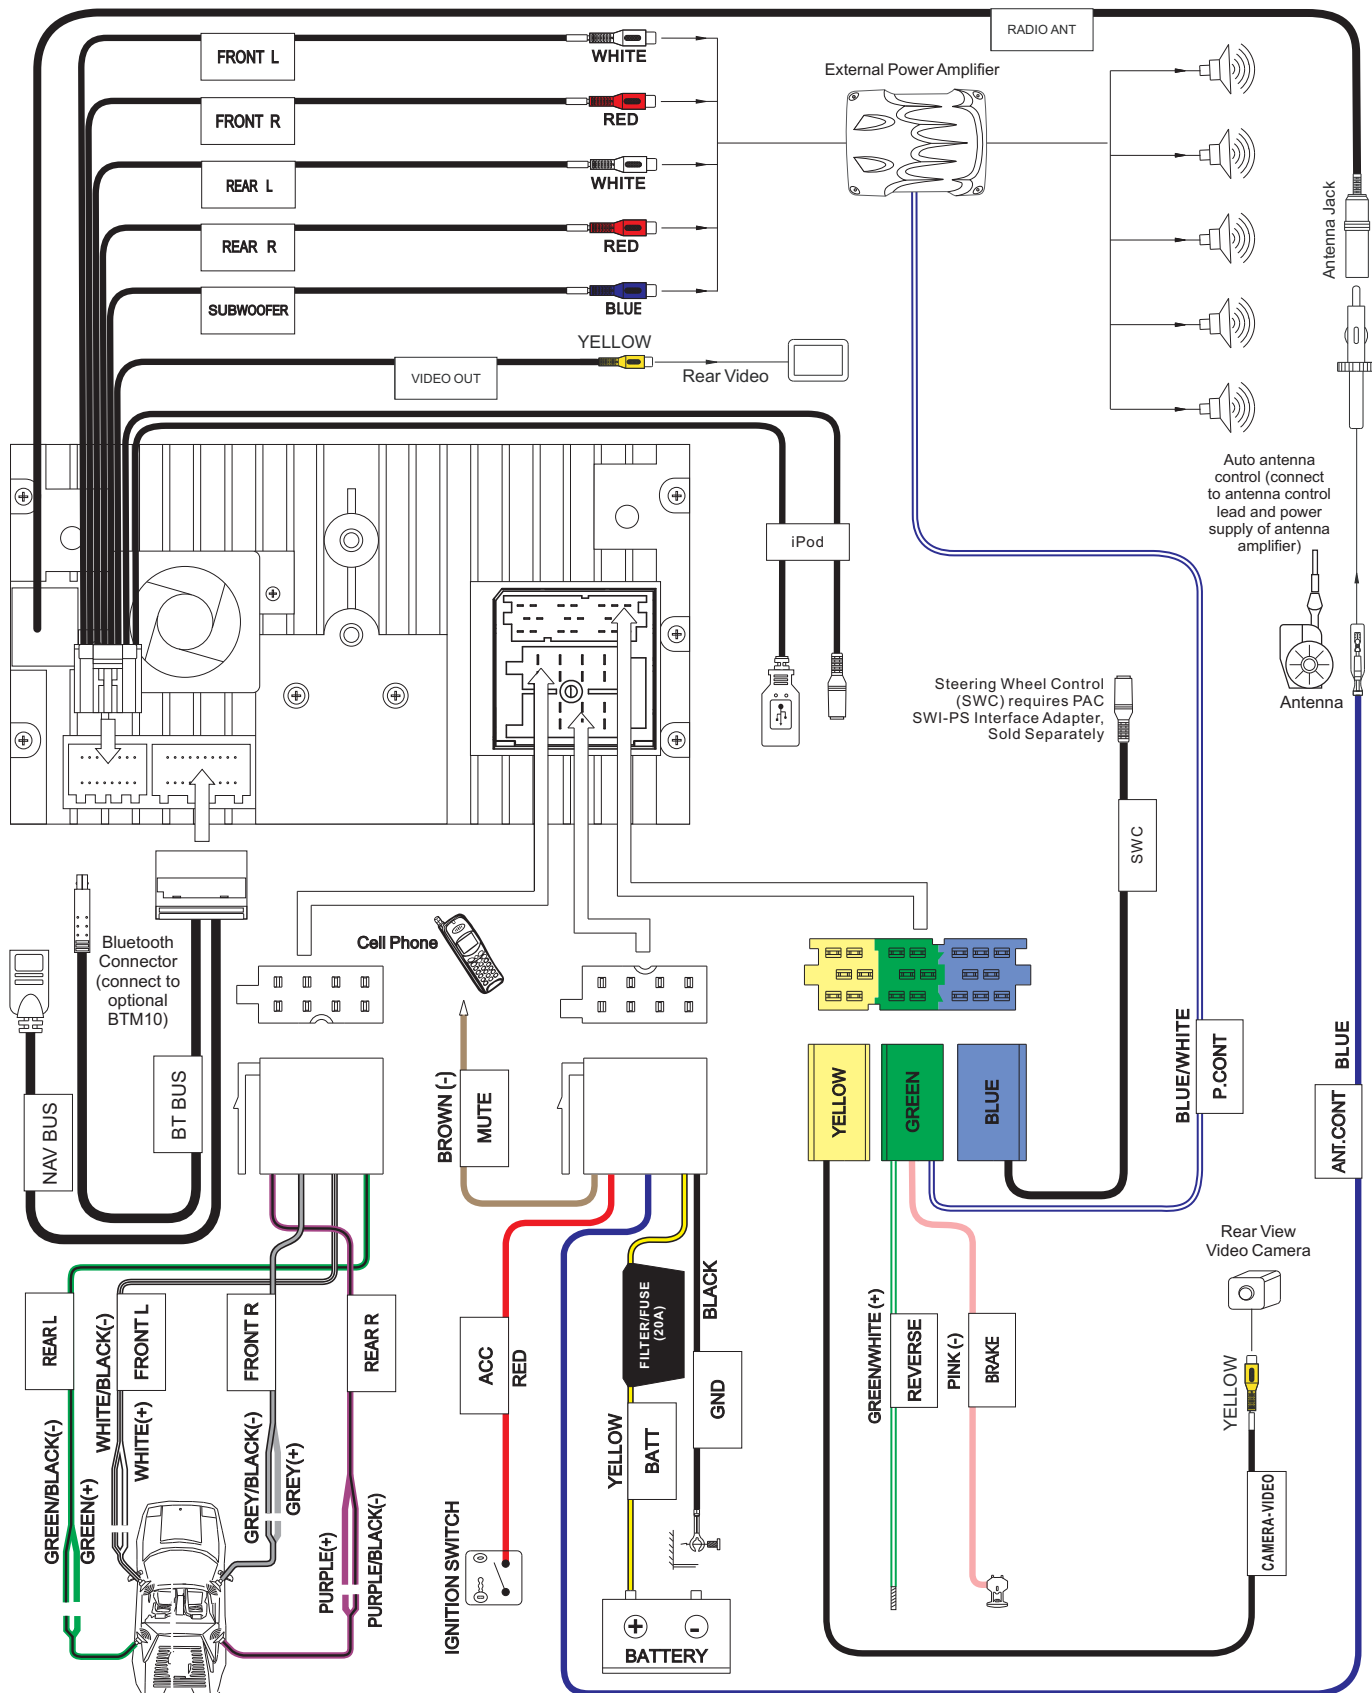 RADIO ANT
FRONT L
WHITE
External Power Amplifier
FRONT R
RED
REAR L
WHITE
REAR R
RED
SUBWOOFER
BLUE
Antenna Jack
YELLOW
VIDEO OUT
Rear Video
Auto antenna
control (connect
to antenna control
lead and power
supply of antenna
amplifier)
iPod
Antenna
Steering Wheel Control
(SWC) requires PAC
SWI-PS Interface Adapter,
Sold Separately
SWC
Bluetooth
Connector
(connect to
optional
BTM10)
Cell Phone
NAV BUS
BT BUS
BROWN (-)
MUTE
YELLOW
GREEN
BLUE
BLUE/WHITE
P.CONT
BLUE
ANT.CONT
REAR L
WHITE/BLACK(-)
FRONT L
FRONT R
REAR R
GREEN/BLACK(-)
GREEN(+)
WHITE(+)
GREY/BLACK(-)
GREY(+)
PURPLE(+)
PURPLE/BLACK(-)
ACC
RED
FILTER/FUSE
(20A)
BLACK
GND
YELLOW
BATT
IGNITION SWITCH
+
-
BATTERY
GREEN/WHITE (+)
REVERSE
PINK (-)
BRAKE
Rear View
Video Camera
YELLOW
CAMERA-VIDEO